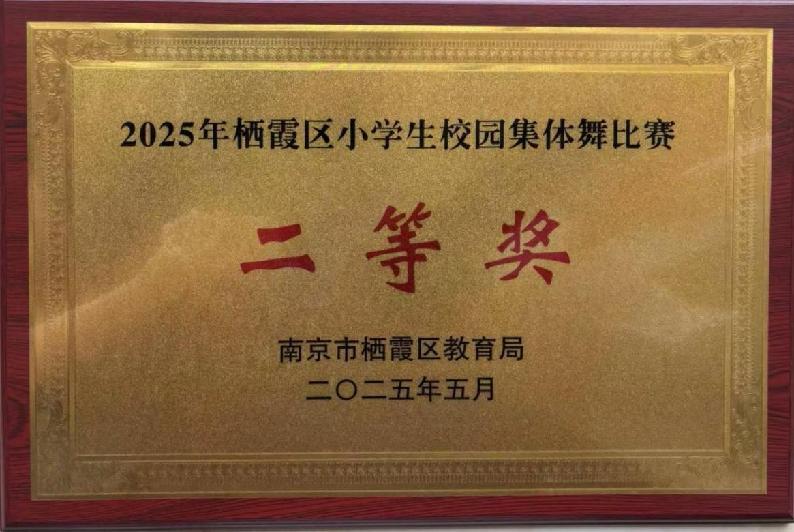 2025年栖霞区小学生校园集体舞比赛
二等奖
南京市栖霞区教育局
二〇二五年五月